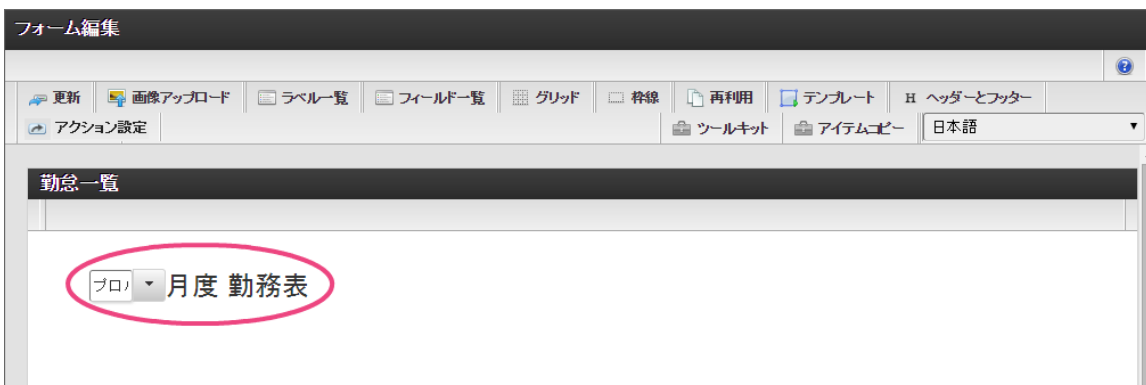 フォーム編集
更新 画像アップロード ラベル一覧 フィールド一覧 グリッド 枠線 再利用 テンプレート H ヘッダーとフッター
アクション設定 ツールキット アイテムコピー 日本語
勤怠一覧
プロ 月度 勤務表